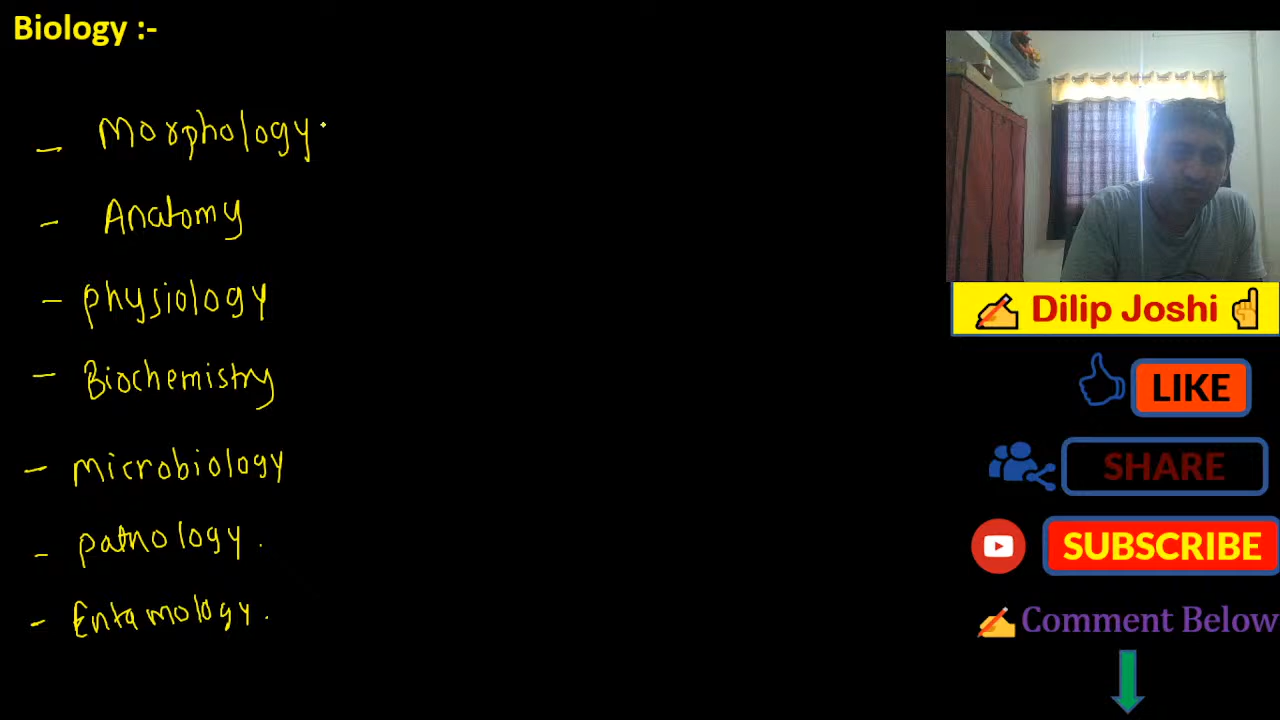 Biology :-
- Morphology
- Anatomy
- physiology
- Biochemistry
- microbiology
- pathology.
- Entamology.
Dilip Joshi
LIKE
SHARE
SUBSCRIBE
Comment Below